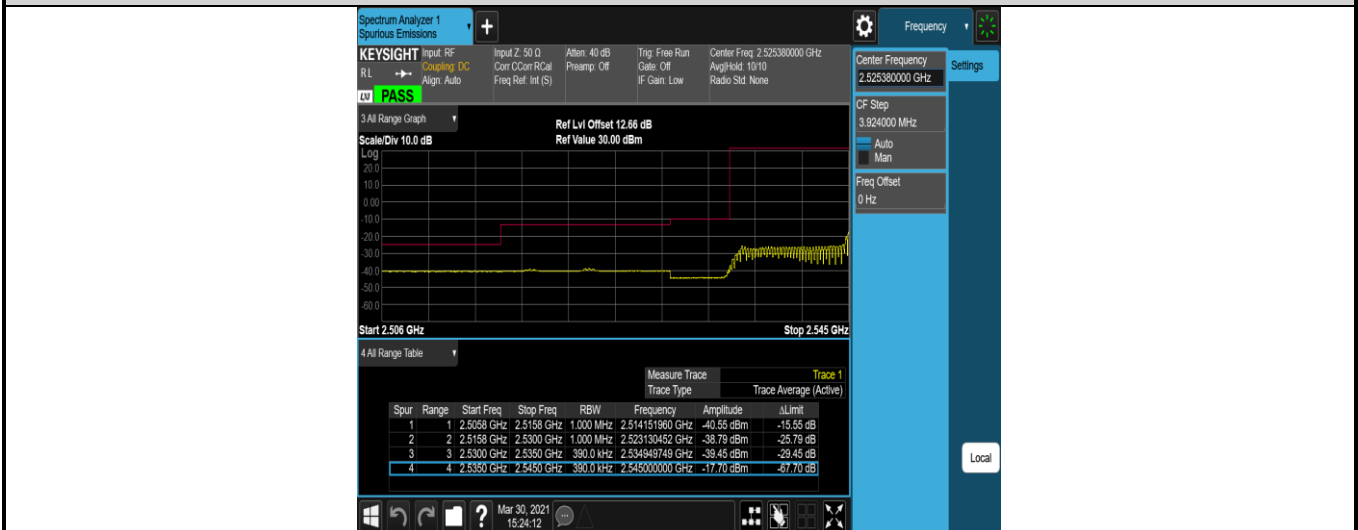 Spectrum Analyzer 1
Spurious Emissions
+
Frequency
KEYSIGHT Input: RF Input Z: 50 Ω Atten: 40 dB Trig: Free Run Center Freq: 2.525380000 GHz
RL Coupling: DC Corr CCorr RCal Preamp: Off Gate: Off Avg|Hold: 10/10
Align: Auto Freq Ref: Int (S) IF Gain: Low Radio Std: None
LXI PASS
Center Frequency
2.525380000 GHz
Settings
CF Step
3.924000 MHz
Auto
Man
Freq Offset
0 Hz
3 All Range Graph
Ref Lvl Offset 12.66 dB
Scale/Div 10.0 dB Ref Value 30.00 dBm
Log
20.0
10.0
0.00
-10.0
-20.0
-30.0
-40.0
-50.0
-60.0
Start 2.506 GHz Stop 2.545 GHz
4 All Range Table
Measure Trace Trace 1
Trace Type Trace Average (Active)
Spur Range Start Freq Stop Freq RBW Frequency Amplitude ΔLimit
1 1 2.5058 GHz 2.5158 GHz 1.000 MHz 2.514151960 GHz -40.55 dBm -15.55 dB
2 2 2.5158 GHz 2.5300 GHz 1.000 MHz 2.523130452 GHz -38.79 dBm -25.79 dB
3 3 2.5300 GHz 2.5350 GHz 390.0 kHz 2.534949749 GHz -39.45 dBm -29.45 dB
4 4 2.5350 GHz 2.5450 GHz 390.0 kHz 2.545000000 GHz -17.70 dBm -67.70 dB
Local
? Mar 30, 2021
15:24:12